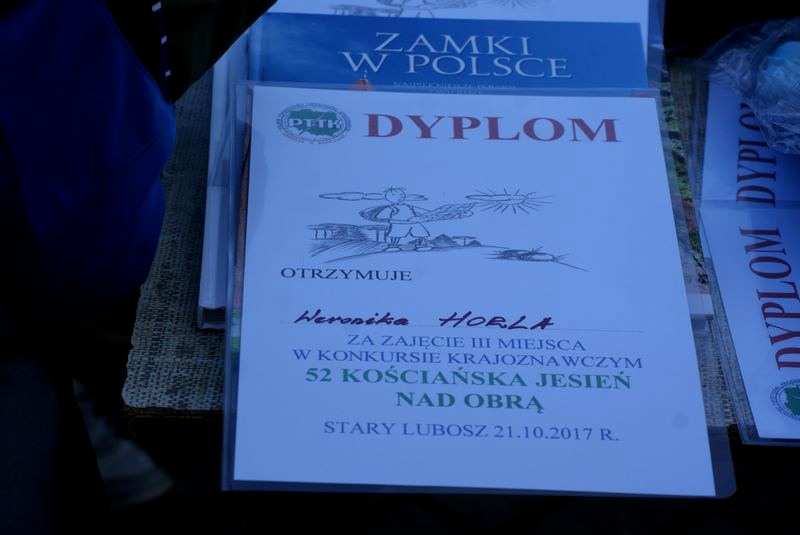 ZAMKI
W POLSCE
PTTK
DYPLOM
OTRZYMUJE
Weronika HORLA
ZA ZAJĘCIE III MIEJSCA
W KONKURSIE KRAJOZNAWCZYM
52 KOŚCIAŃSKA JESIEŃ
NAD OBRĄ
STARY LUBOSZ 21.10.2017 R.
DYPLOM
DYPLOM